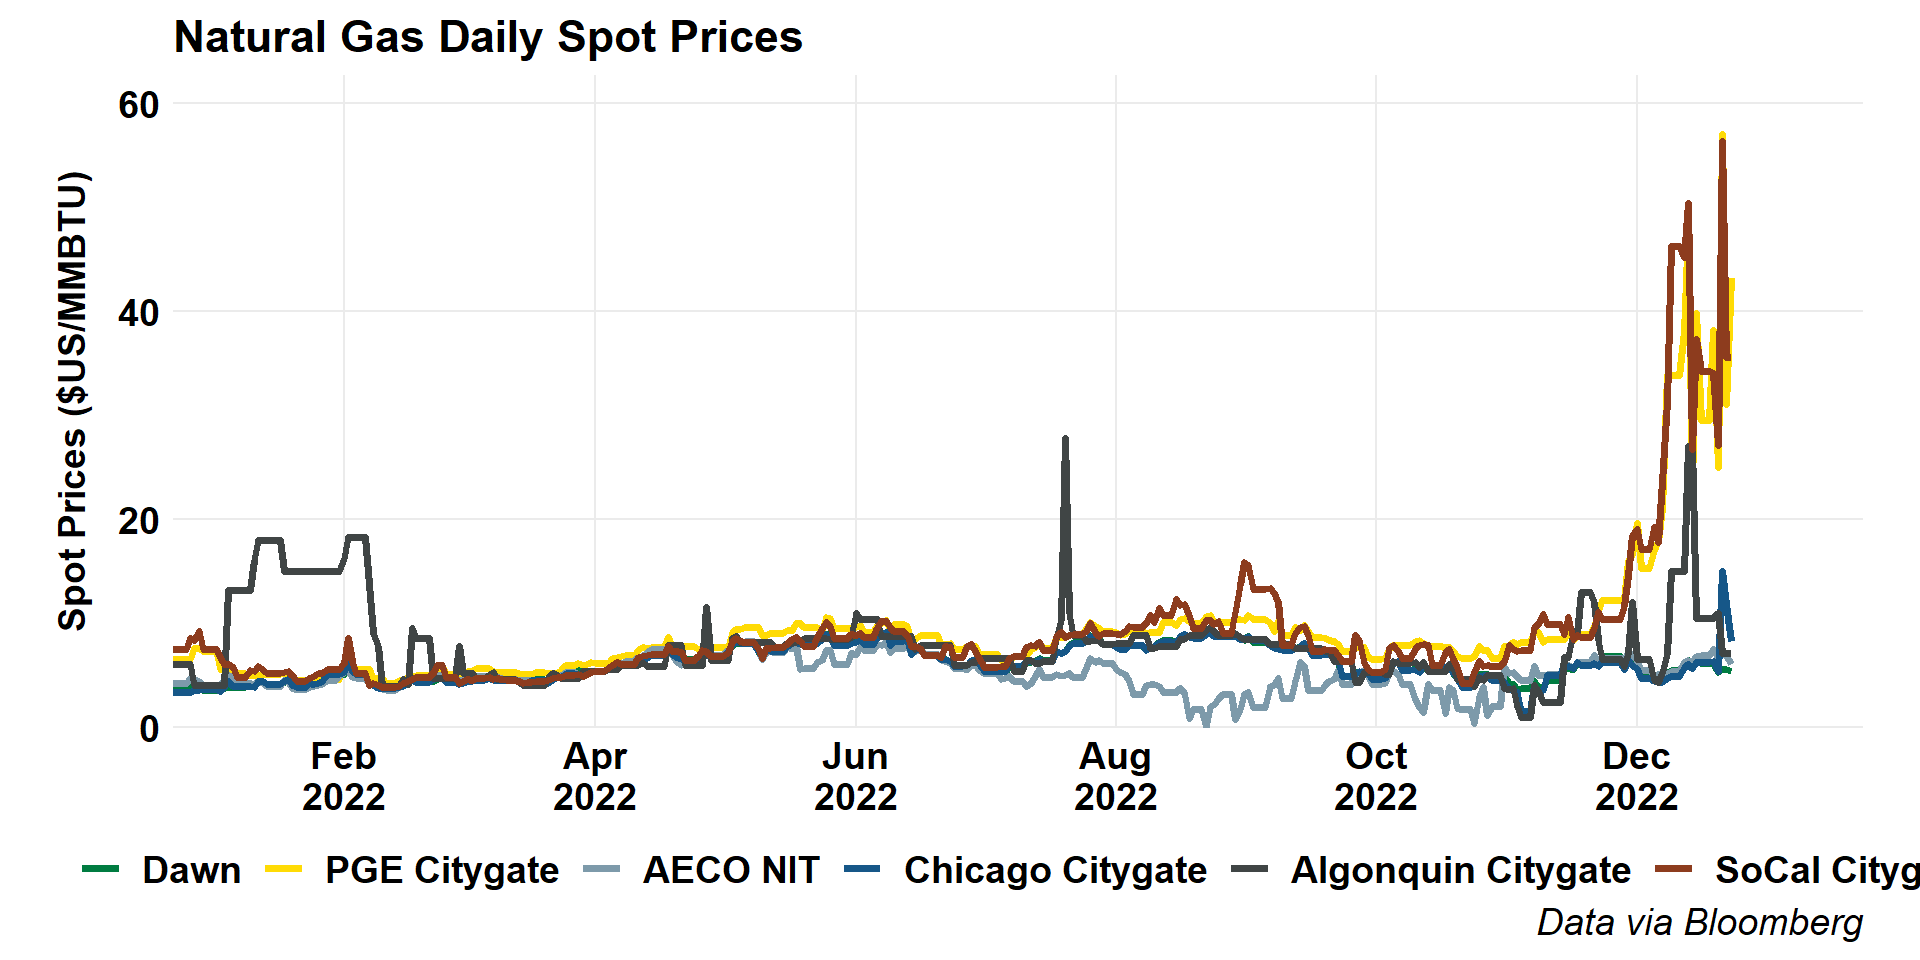 Natural Gas Daily Spot Prices
Spot Prices ($US/MMBTU)
60
40
20
0
Feb Apr Jun Aug Oct Dec
2022 2022 2022 2022 2022 2022
Dawn PGE Citygate AECO NIT Chicago Citygate Algonquin Citygate SoCal Cityg
Data via Bloomberg